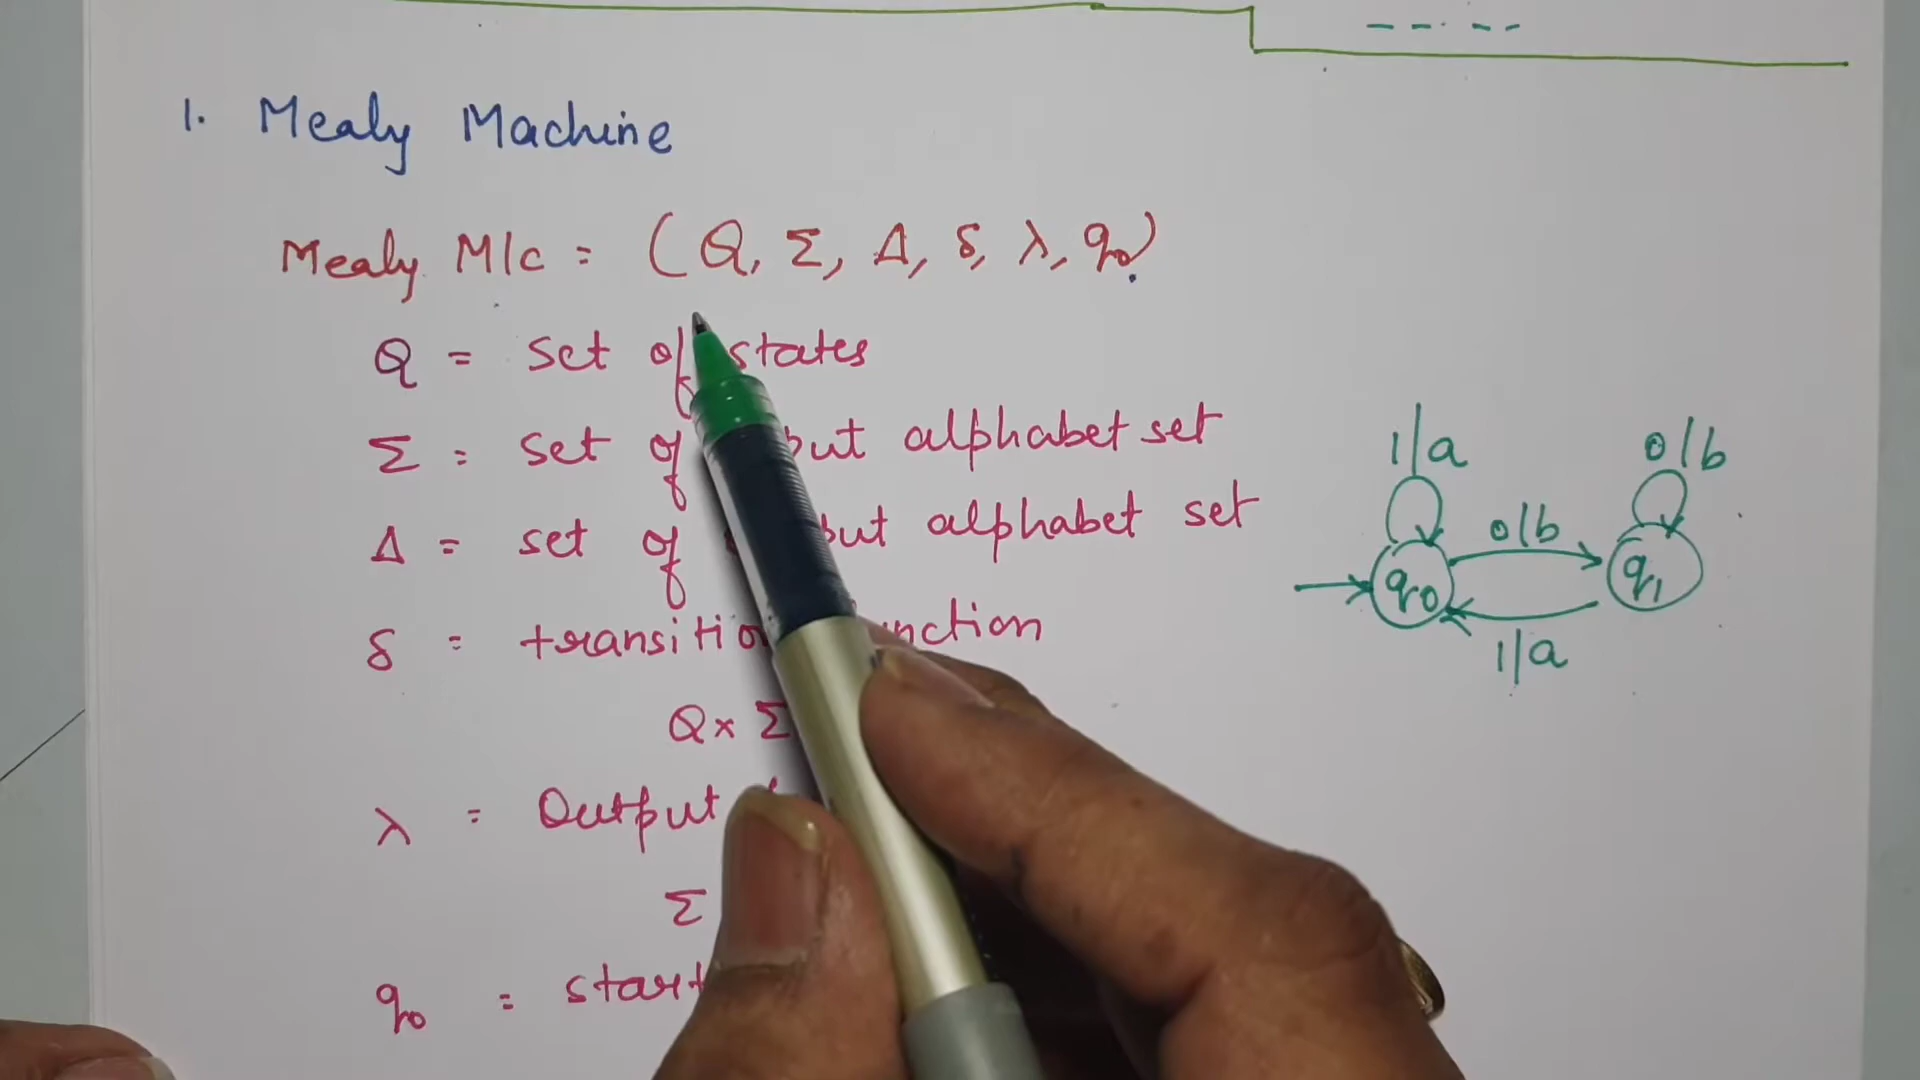 1. Mealy Machine
Mealy M/c = (Q, Σ, Δ, δ, λ, q0)
Q = Set of states
Σ = Set of alphabet set
Δ = set of alphabet set
δ = transition function
Q x Σ
λ = Output
Σ
q0 = start
1/a
0/b
0/b
q0
q1
1/a